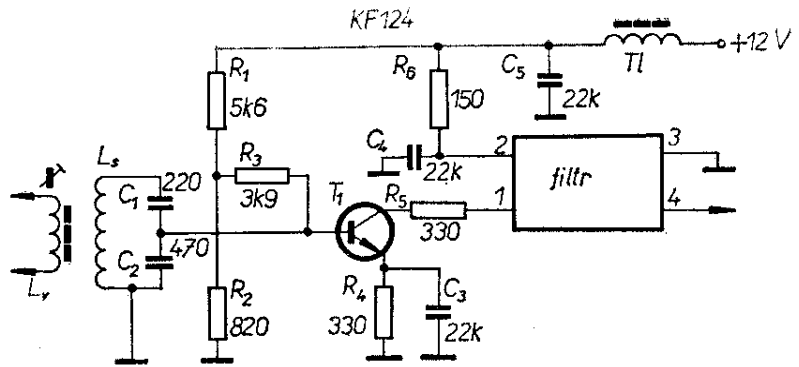 KF124
+12 V
Tl
R1
5k6
R6
150
C5
22k
C4
22k
2
3
filtr
1
4
Ls
C1
220
R3
3k9
T1
R5
330
C2
470
Lv
R2
820
R4
330
C3
22k